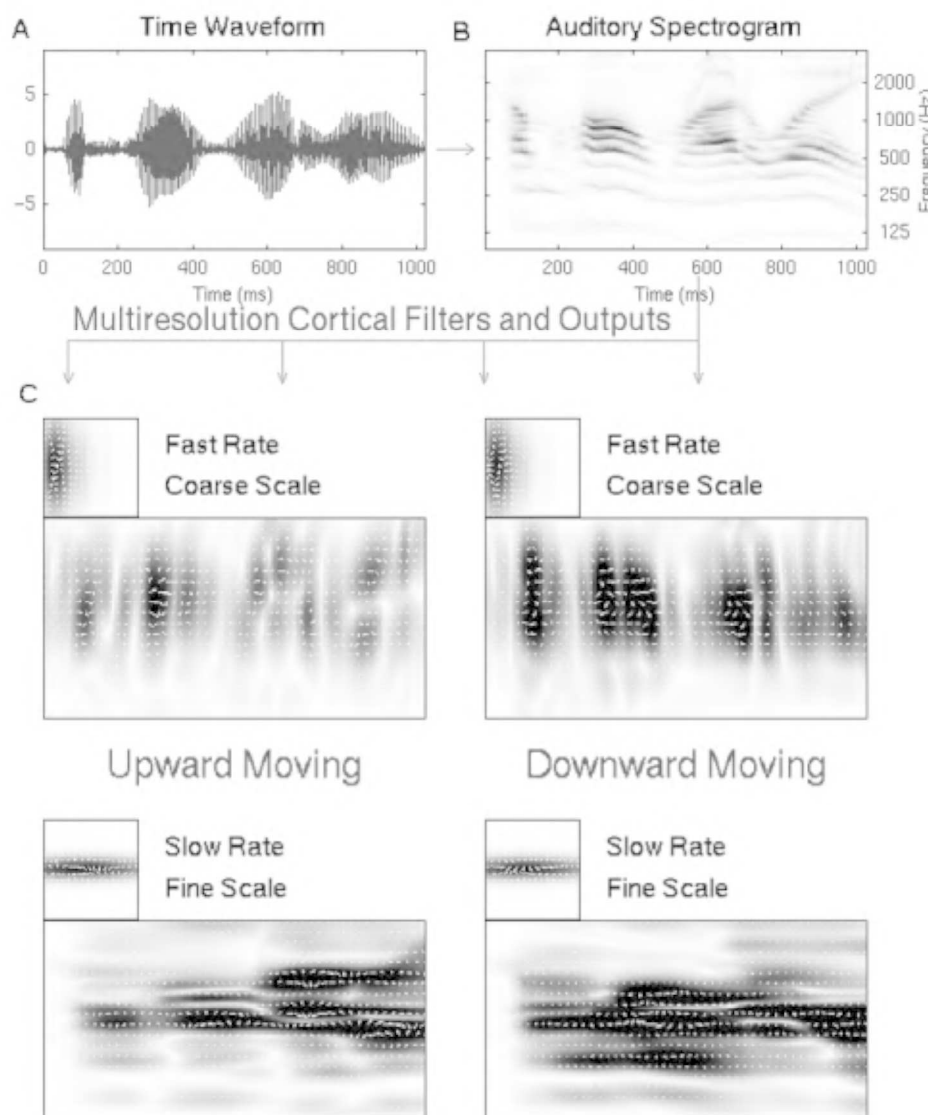 A
Time Waveform
B
Auditory Spectrogram
5
0
-5
0 200 400 600 800 1000
Time (ms)
2000
1000
500
250
125
Frequency (Hz)
200 400 600 800 1000
Time (ms)
Multiresolution Cortical Filters and Outputs
C
Fast Rate
Coarse Scale
Fast Rate
Coarse Scale
Upward Moving
Downward Moving
Slow Rate
Fine Scale
Slow Rate
Fine Scale